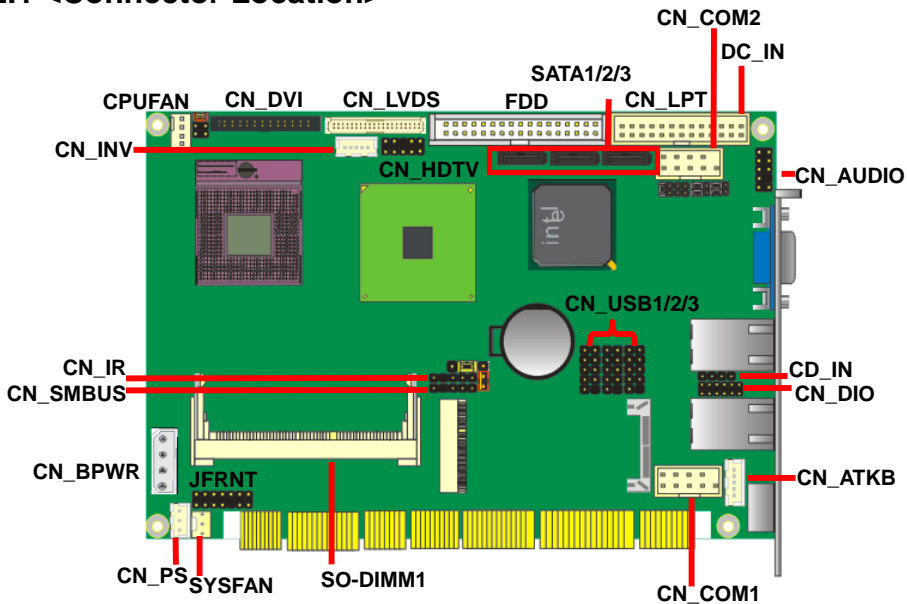 <Connector Location>
CN_COM2
DC_IN
SATA1/2/3
CPUFAN
CN_DVI
CN_LVDS
FDD
CN_LPT
CN_INV
CN_HDTV
CN_AUDIO
intel
CN_USB1/2/3
CN_IR
CD_IN
CN_SMBUS
CN_DIO
CN_BPWR
JFRNT
CN_ATKB
CN_PS
SYSFAN
SO-DIMM1
CN_COM1